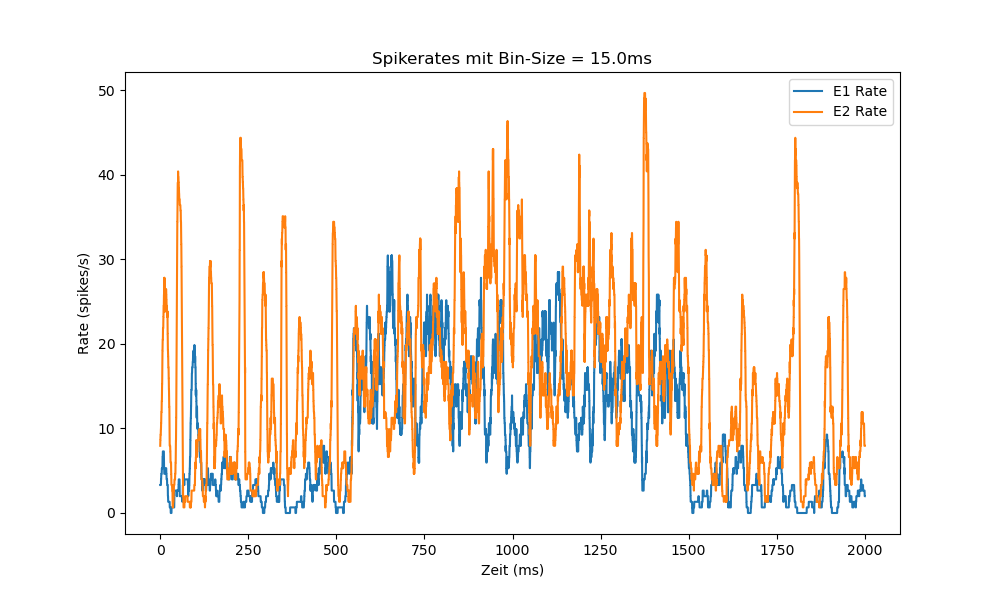 Spikerates mit Bin-Size = 15.0ms
E1 Rate
E2 Rate
50
40
30
20
10
0
Rate (spikes/s)
0 250 500 750 1000 1250 1500 1750 2000
Zeit (ms)